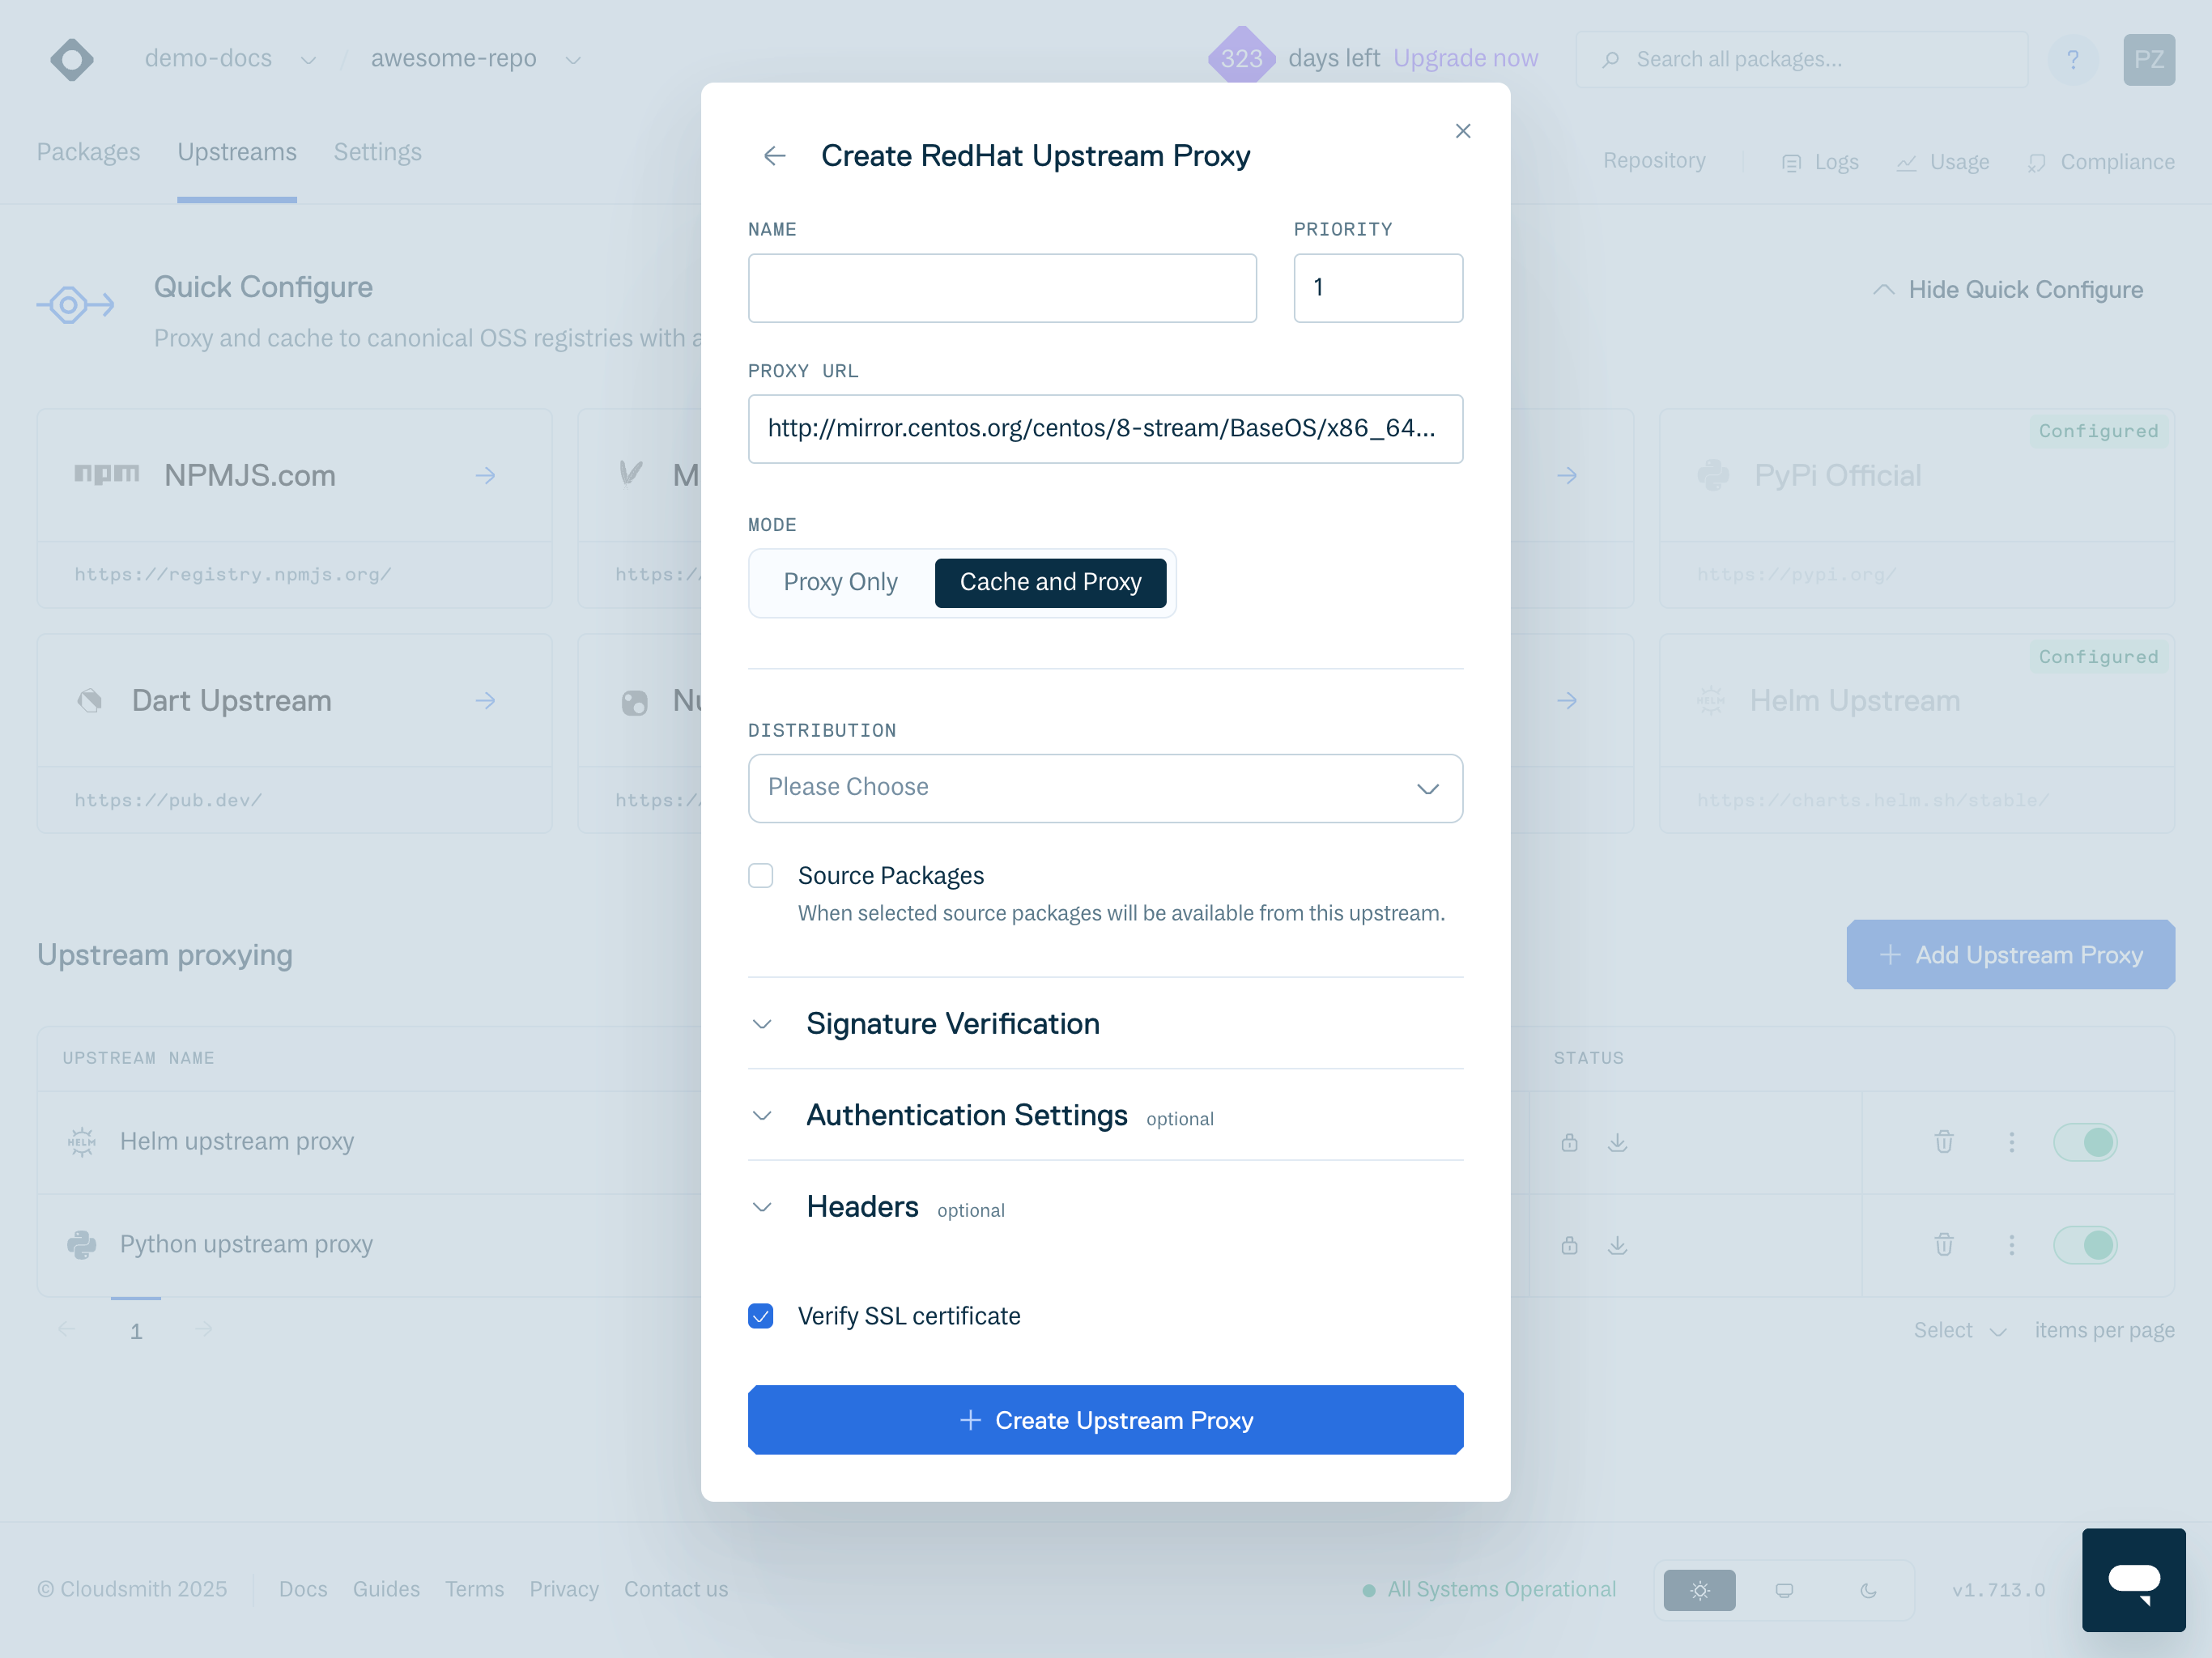 demo-docs / awesome-repo
323 days left Upgrade now
Search all packages...
?
PZ
Packages Upstreams Settings
Repository Logs Usage Compliance
Quick Configure
Proxy and cache to canonical OSS registries with
Hide Quick Configure
npm NPMJS.com
https://registry.npmjs.org/
M
https:/
Configured
PyPi Official
https://pypi.org/
Dart Upstream
https://pub.dev/
https:/
Configured
HELM Helm Upstream
https://charts.helm.sh/stable/
Upstream proxying
Add Upstream Proxy
UPSTREAM NAME
STATUS
HELM Helm upstream proxy
Python upstream proxy
1
Select items per page
Create RedHat Upstream Proxy
NAME
PRIORITY
1
PROXY URL
http://mirror.centos.org/centos/8-stream/BaseOS/x86_64...
MODE
Proxy Only Cache and Proxy
DISTRIBUTION
Please Choose
Source Packages
When selected source packages will be available from this upstream.
Signature Verification
Authentication Settings optional
Headers optional
Verify SSL certificate
Create Upstream Proxy
© Cloudsmith 2025 Docs Guides Terms Privacy Contact us
All Systems Operational
v1.713.0